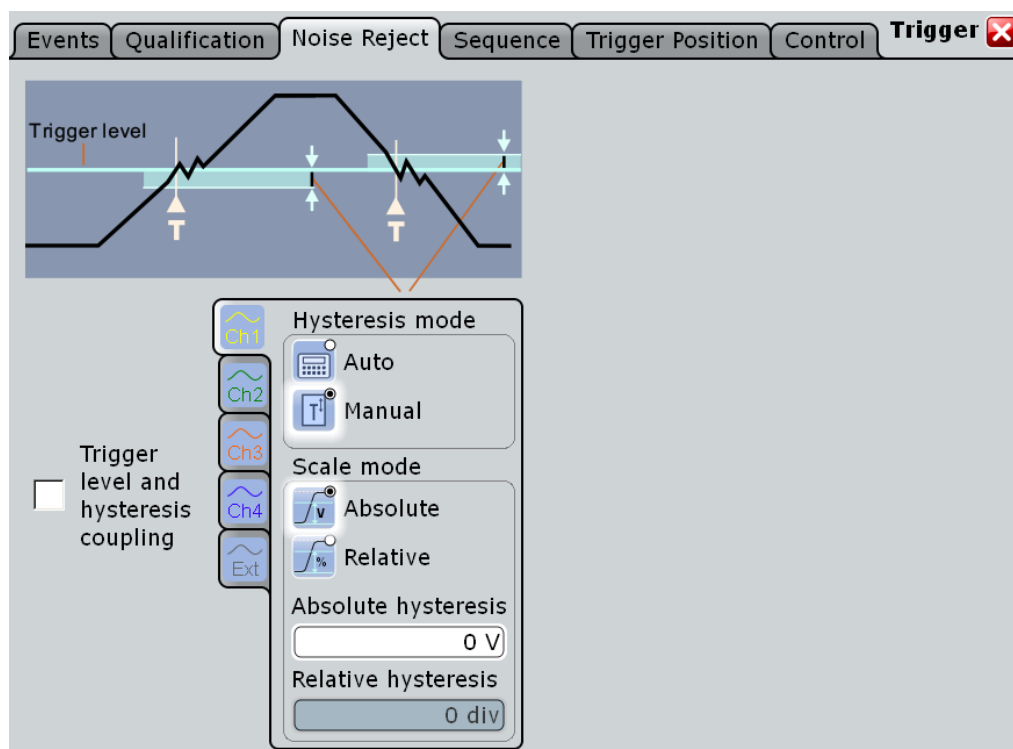 Events Qualification Noise Reject Sequence Trigger Position Control Trigger
Trigger level
T T
Hysteresis mode
Ch1
Auto
Ch2
T Manual
Ch3
Scale mode
Ch4
V Absolute
Trigger
level and
hysteresis
coupling
Ext
% Relative
Absolute hysteresis
0 V
Relative hysteresis
0 div